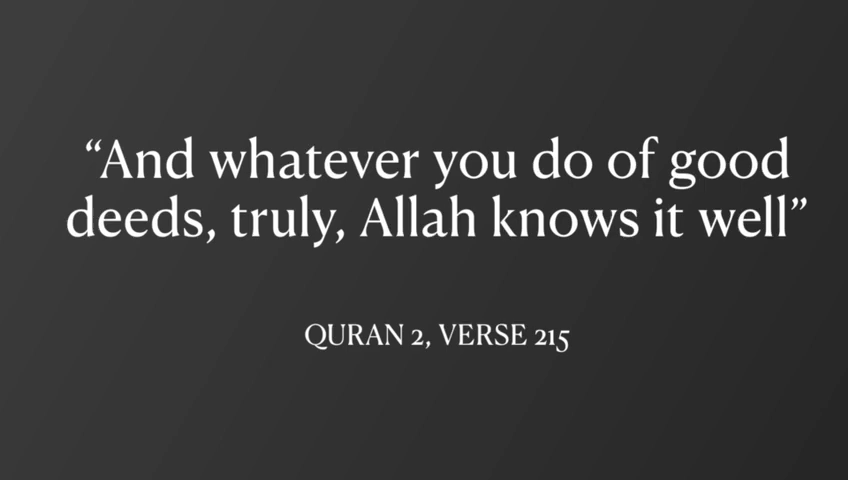 “And whatever you do of good
deeds, truly, Allah knows it well”
QURAN 2, VERSE 215